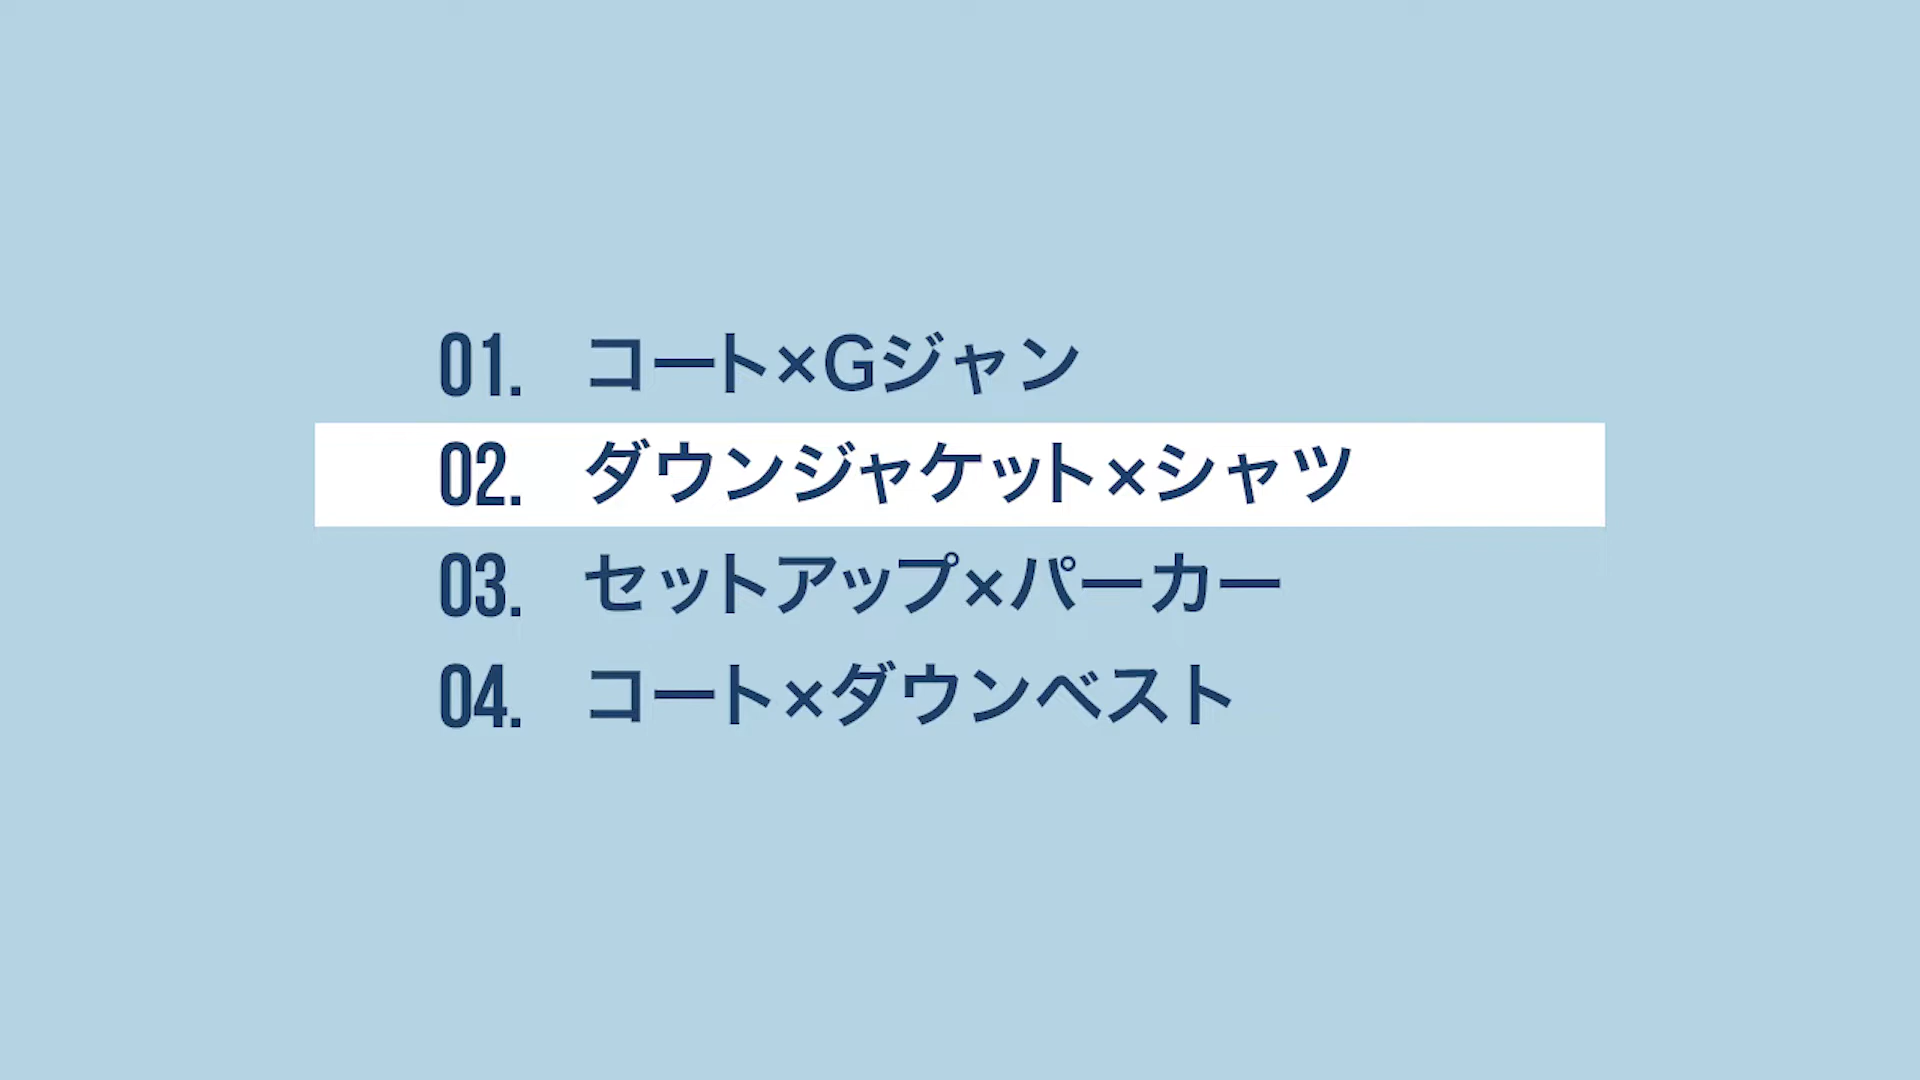 01. コート×Gジャン
02. ダウンジャケット×シャツ
03. セットアップ×パーカー
04. コート×ダウンベスト